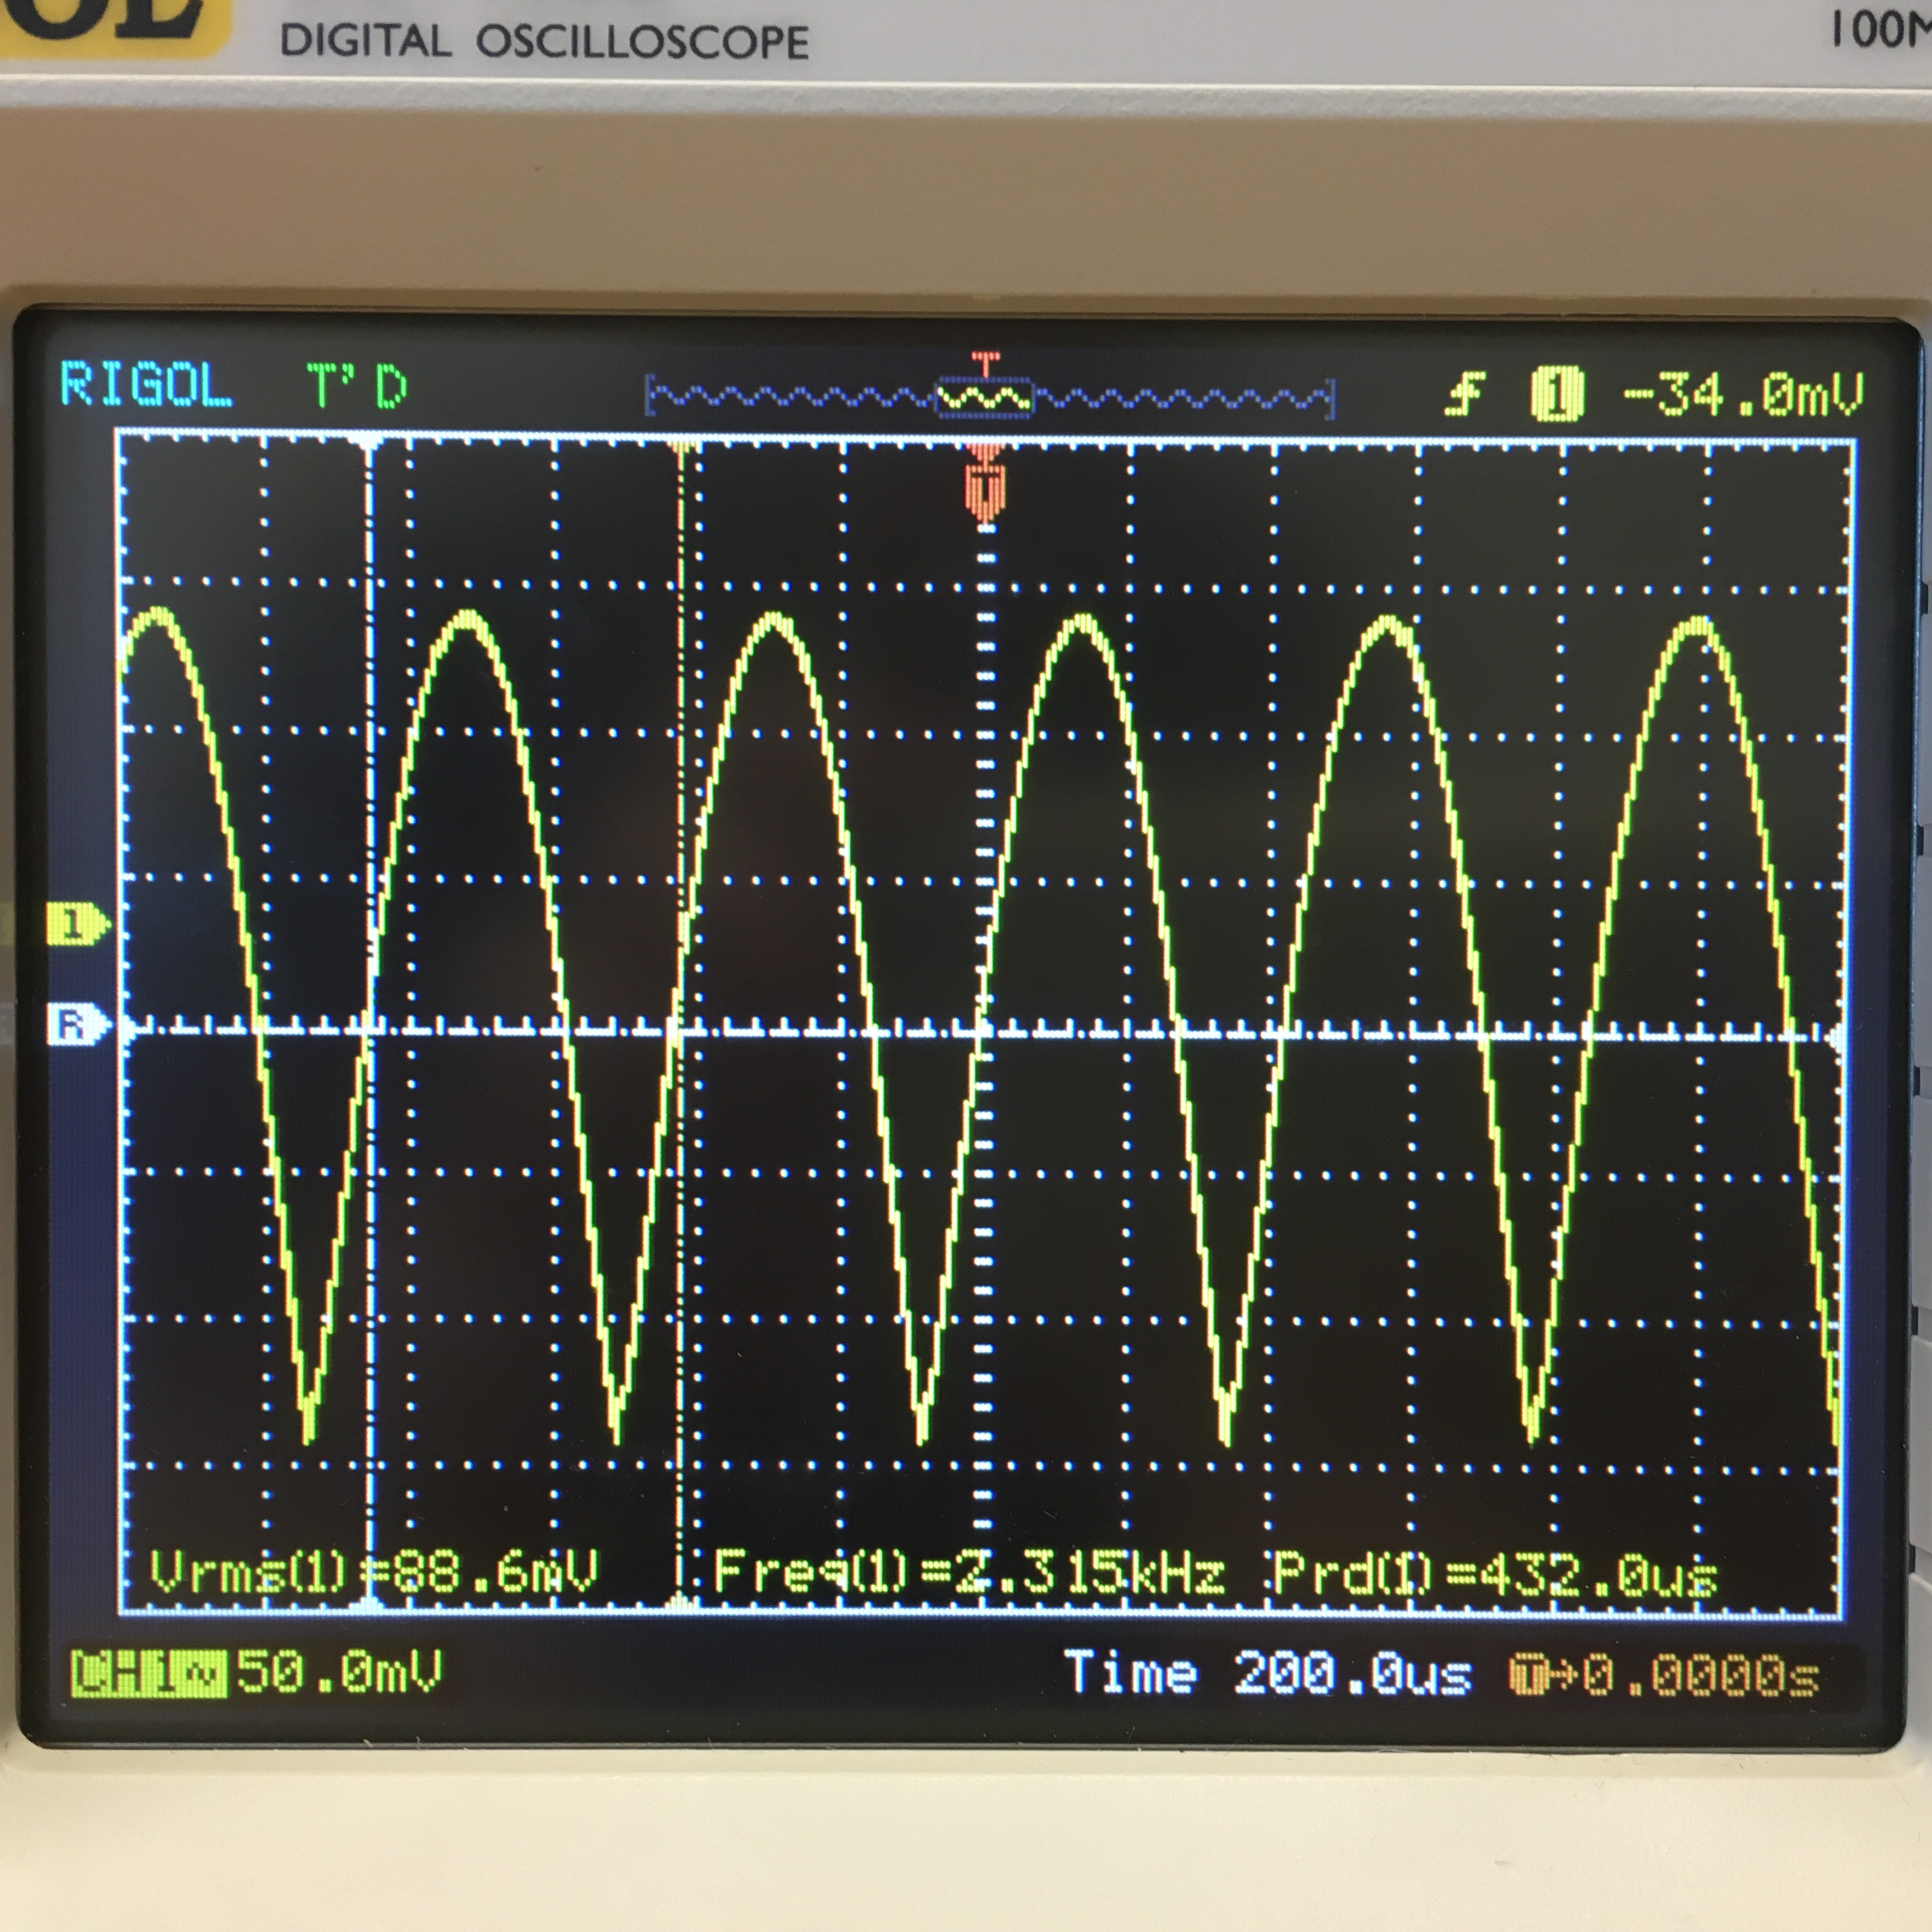 OL
DIGITAL OSCILLOSCOPE
100M
RIGOL T'D
T
1 -34.0mV
T
1
R
Vrms(1)=88.6mV Freq(1)=2.315kHz Prd(1)=432.0us
CH1~ 50.0mV Time 200.0us T→0.0000s